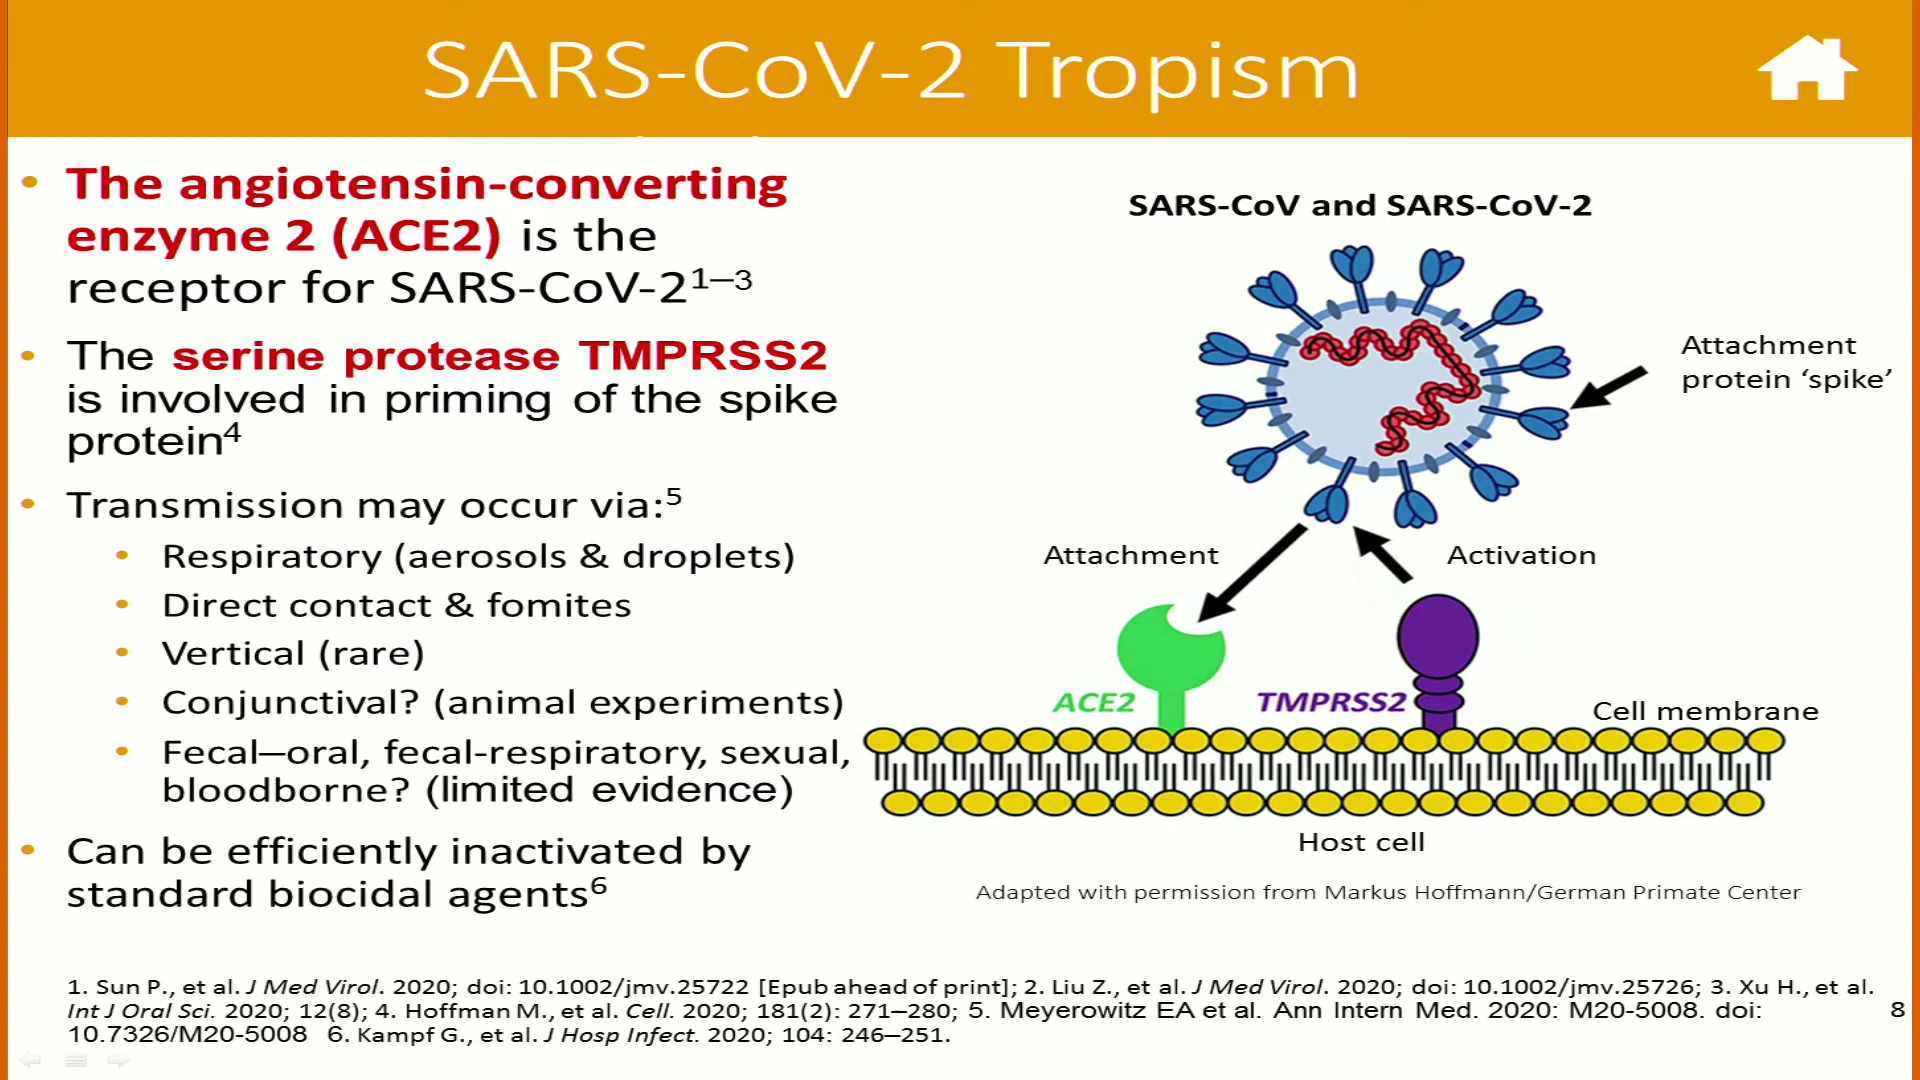 SARS-CoV-2 Tropism
• The angiotensin-converting
enzyme 2 (ACE2) is the
receptor for SARS-CoV-2¹⁻³
• The serine protease TMPRSS2
is involved in priming of the spike
protein⁴
• Transmission may occur via:⁵
• Respiratory (aerosols & droplets)
• Direct contact & fomites
• Vertical (rare)
• Conjunctival? (animal experiments)
• Fecal–oral, fecal-respiratory, sexual,
bloodborne? (limited evidence)
• Can be efficiently inactivated by
standard biocidal agents⁶
SARS-CoV and SARS-CoV-2
Attachment
protein ‘spike’
Attachment
Activation
ACE2
TMPRSS2
Cell membrane
Host cell
Adapted with permission from Markus Hoffmann/German Primate Center
1. Sun P., et al. J Med Virol. 2020; doi: 10.1002/jmv.25722 [Epub ahead of print]; 2. Liu Z., et al. J Med Virol. 2020; doi: 10.1002/jmv.25726; 3. Xu H., et al.
Int J Oral Sci. 2020; 12(8); 4. Hoffman M., et al. Cell. 2020; 181(2): 271–280; 5. Meyerowitz EA et al. Ann Intern Med. 2020: M20-5008. doi:
10.7326/M20-5008 6. Kampf G., et al. J Hosp Infect. 2020; 104: 246–251.
8